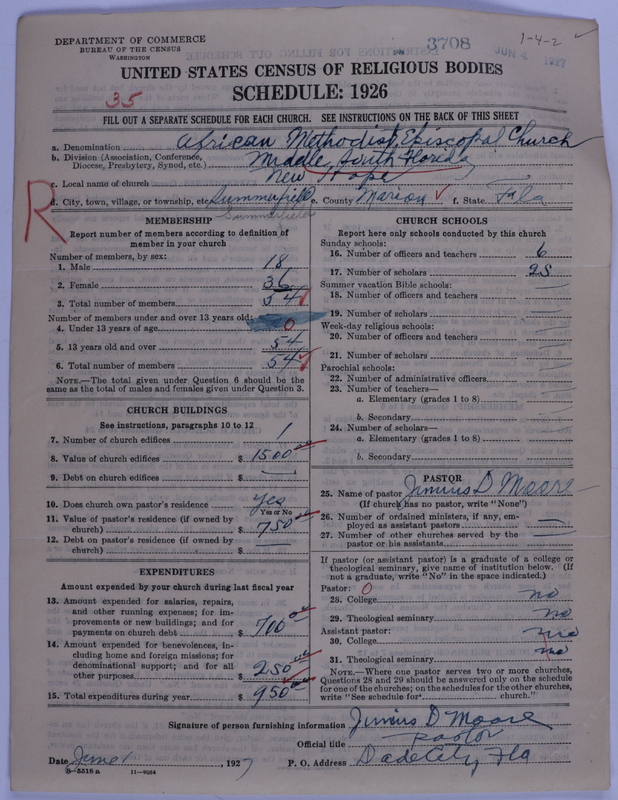 DEPARTMENT OF COMMERCE
BUREAU OF THE CENSUS
WASHINGTON
3708
JUN 4 1927
1-4-2
UNITED STATES CENSUS OF RELIGIOUS BODIES
SCHEDULE: 1926
35
FILL OUT A SEPARATE SCHEDULE FOR EACH CHURCH. SEE INSTRUCTIONS ON THE BACK OF THIS SHEET
a. Denomination African Methodist Episcopal Church
b. Division (Association, Conference, Diocese, Presbytery, Synod, etc.) Middle South Florida
c. Local name of church New Hope
d. City, town, village, or township, etc. Summerfield e. County Marion f. State Fla
Summerfield
R
MEMBERSHIP
Report number of members according to definition of
member in your church
Number of members, by sex:
1. Male 18
2. Female 36
3. Total number of members 54
Number of members under and over 13 years old:
4. Under 13 years of age 0
5. 13 years old and over 54
6. Total number of members 54
NOTE.—The total given under Question 6 should be
same as the total of males and females given under Question 3.
CHURCH BUILDINGS
See instructions, paragraphs 10 to 12
7. Number of church edifices 1
8. Value of church edifices $ 1500 00
9. Debt on church edifices $ —
10. Does church own pastor's residence Yes
Yes or No
11. Value of pastor's residence (if owned by
church) $ 750 00
12. Debt on pastor's residence (if owned by
church) $ —
EXPENDITURES
Amount expended by your church during last fiscal year
13. Amount expended for salaries, repairs,
and other running expenses; for im-
provements or new buildings; and for
payments on church debt $ 700 00
14. Amount expended for benevolences, in-
cluding home and foreign missions; for
denominational support; and for all
other purposes $ 250 00
15. Total expenditures during year $ 950 00
CHURCH SCHOOLS
Report here only schools conducted by this church
Sunday schools:
16. Number of officers and teachers 6
17. Number of scholars 25
Summer vacation Bible schools:
18. Number of officers and teachers —
19. Number of scholars —
Week-day religious schools:
20. Number of officers and teachers —
21. Number of scholars —
Parochial schools:
22. Number of administrative officers —
23. Number of teachers—
a. Elementary (grades 1 to 8) —
b. Secondary —
24. Number of scholars—
a. Elementary (grades 1 to 8) —
b. Secondary —
PASTOR
25. Name of pastor Junius D Moore
(If church has no pastor, write "None")
26. Number of ordained ministers, if any, em-
ployed as assistant pastors —
27. Number of other churches served by the
pastor or his assistants —
If pastor (or assistant pastor) is a graduate of a college or
theological seminary, give name of institution below. (If
not a graduate, write "No" in the space indicated.)
Pastor: 0
28. College no
29. Theological seminary no
Assistant pastor:
30. College no
31. Theological seminary no
NOTE.—Where one pastor serves two or more churches,
Questions 28 and 29 should be answered only on the schedule
for one of the churches; on the schedules for the other churches,
write "See schedule for church."
Signature of person furnishing information Junius D Moore
Official title Pastor
Date June 1, 1927 P. O. Address Dade City, Fla
8-5518 a 11-9564